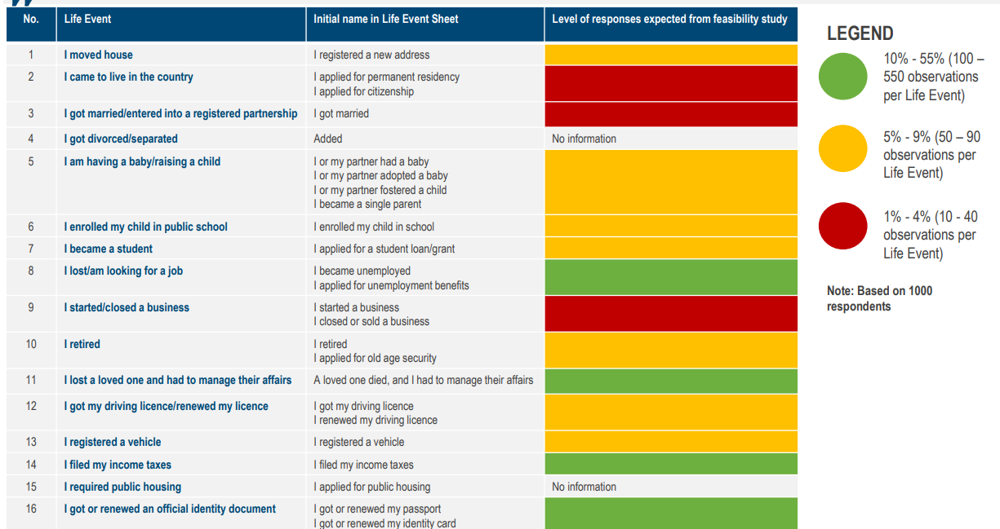 No. Life Event Initial name in Life Event Sheet Level of responses expected from feasibility study
1 I moved house I registered a new address
2 I came to live in the country I applied for permanent residency
I applied for citizenship
3 I got married/entered into a registered partnership I got married
4 I got divorced/separated Added No information
5 I am having a baby/raising a child I or my partner had a baby
I or my partner adopted a baby
I or my partner fostered a child
I became a single parent
6 I enrolled my child in public school I enrolled my child in school
7 I became a student I applied for a student loan/grant
8 I lost/am looking for a job I became unemployed
I applied for unemployment benefits
9 I started/closed a business I started a business
I closed or sold a business
10 I retired I retired
I applied for old age security
11 I lost a loved one and had to manage their affairs A loved one died, and I had to manage their affairs
12 I got my driving licence/renewed my licence I got my driving licence
I renewed my driving licence
13 I registered a vehicle I registered a vehicle
14 I filed my income taxes I filed my income taxes
15 I required public housing I applied for public housing No information
16 I got or renewed an official identity document I got or renewed my passport
I got or renewed my identity card
LEGEND
10% - 55% (100 –
550 observations
per Life Event)
5% - 9% (50 – 90
observations per
Life Event)
1% - 4% (10 - 40
observations per
Life Event)
Note: Based on 1000
respondents